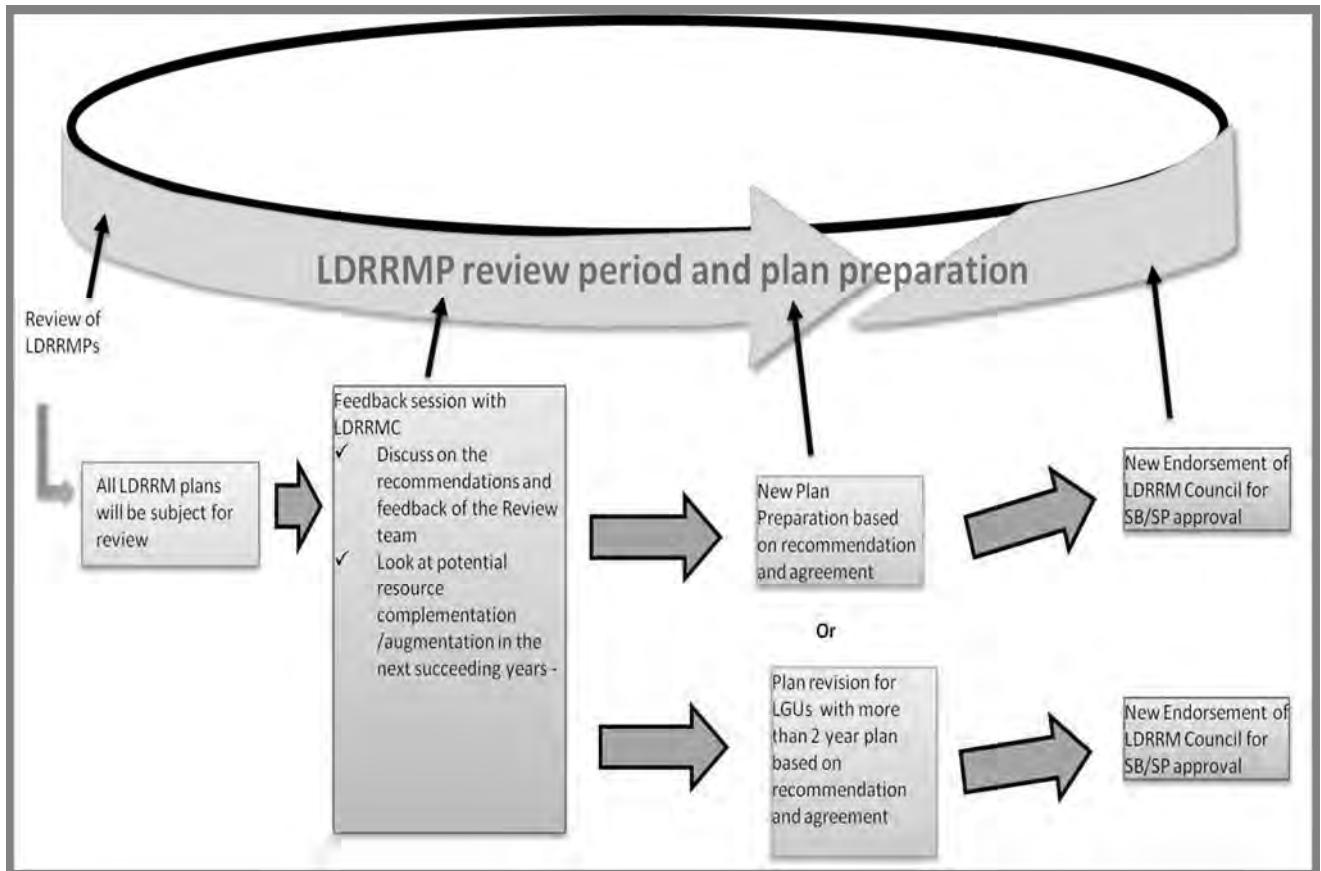 LDRRMP review period and plan preparation
Review of
LDRRMPs
All LDRRM plans
will be subject for
review
Feedback session with
LDRRMC
✓ Discuss on the
recommendations and
feedback of the Review
team
✓ Look at potential
resource
complementation
/augmentation in the
next succeeding years -
New Plan
Preparation based
on recommendation
and agreement
Or
Plan revision for
LGUs with more
than 2 year plan
based on
recommendation
and agreement
New Endorsement of
LDRRM Council for
SB/SP approval
New Endorsement of
LDRRM Council for
SB/SP approval